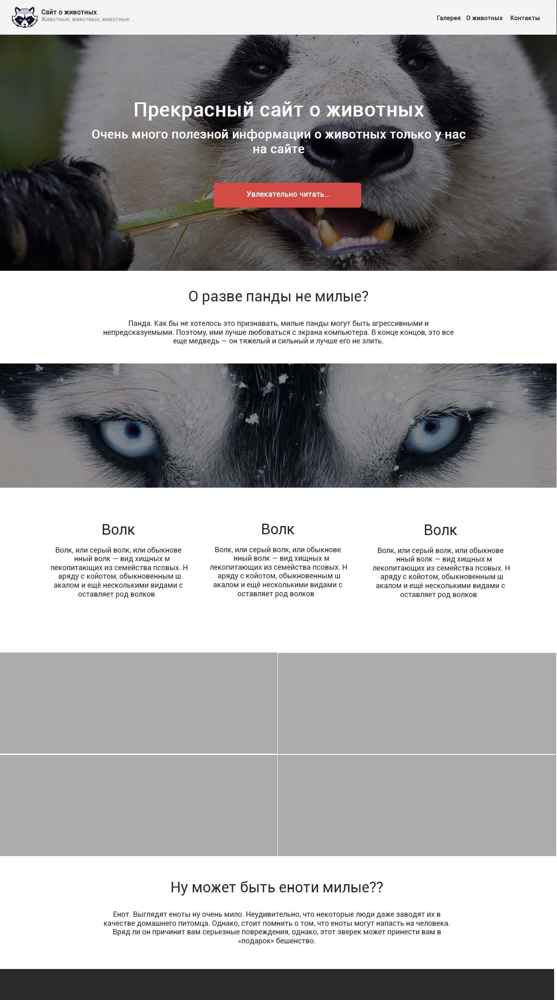 Сайт о животных
Животные, животные, животные.....
Галерея О животных Контакты
Прекрасный сайт о животных
Очень много полезной информации о животных только у нас
на сайте
Увлекательно читать...
О разве панды не милые?
Панда. Как бы не хотелось это признавать, милые панды могут быть агрессивными и
непредсказуемыми. Поэтому, ими лучше любоваться с экрана компьютера. В конце концов, это все
еще медведь — он тяжелый и сильный и лучше его не злить.
Волк
Волк, или серый волк, или обыкнове
нный волк — вид хищных м
лекопитающих из семейства псовых. Н
аряду с койотом, обыкновенным ш
акалом и ещё несколькими видами с
оставляет род волков
Волк
Волк, или серый волк, или обыкнове
нный волк — вид хищных м
лекопитающих из семейства псовых. Н
аряду с койотом, обыкновенным ш
акалом и ещё несколькими видами с
оставляет род волков
Волк
Волк, или серый волк, или обыкнове
нный волк — вид хищных м
лекопитающих из семейства псовых. Н
аряду с койотом, обыкновенным ш
акалом и ещё несколькими видами с
оставляет род волков
Ну может быть еноти милые??
Енот. Выглядят еноты ну очень мило. Неудивительно, что некоторые люди даже заводят их в
качестве домашнего питомца. Однако, стоит помнить о том, что еноты могут напасть на человека.
Вряд ли он причинит вам серьезные повреждения, однако, этот зверек может принести вам в
«подарок» бешенство.